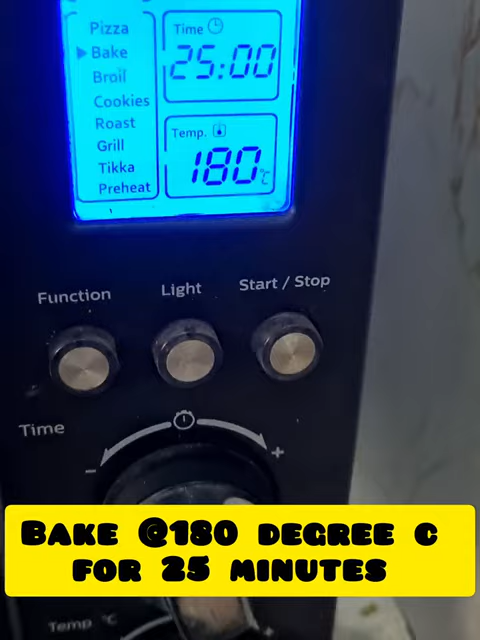 Pizza
Bake
Broil
Cookies
Roast
Grill
Tikka
Preheat
Time
25:00
Temp.
180 °C
Function
Light
Start / Stop
Time
- +
BAKE @180 DEGREE C
FOR 25 MINUTES
Temp °C
+